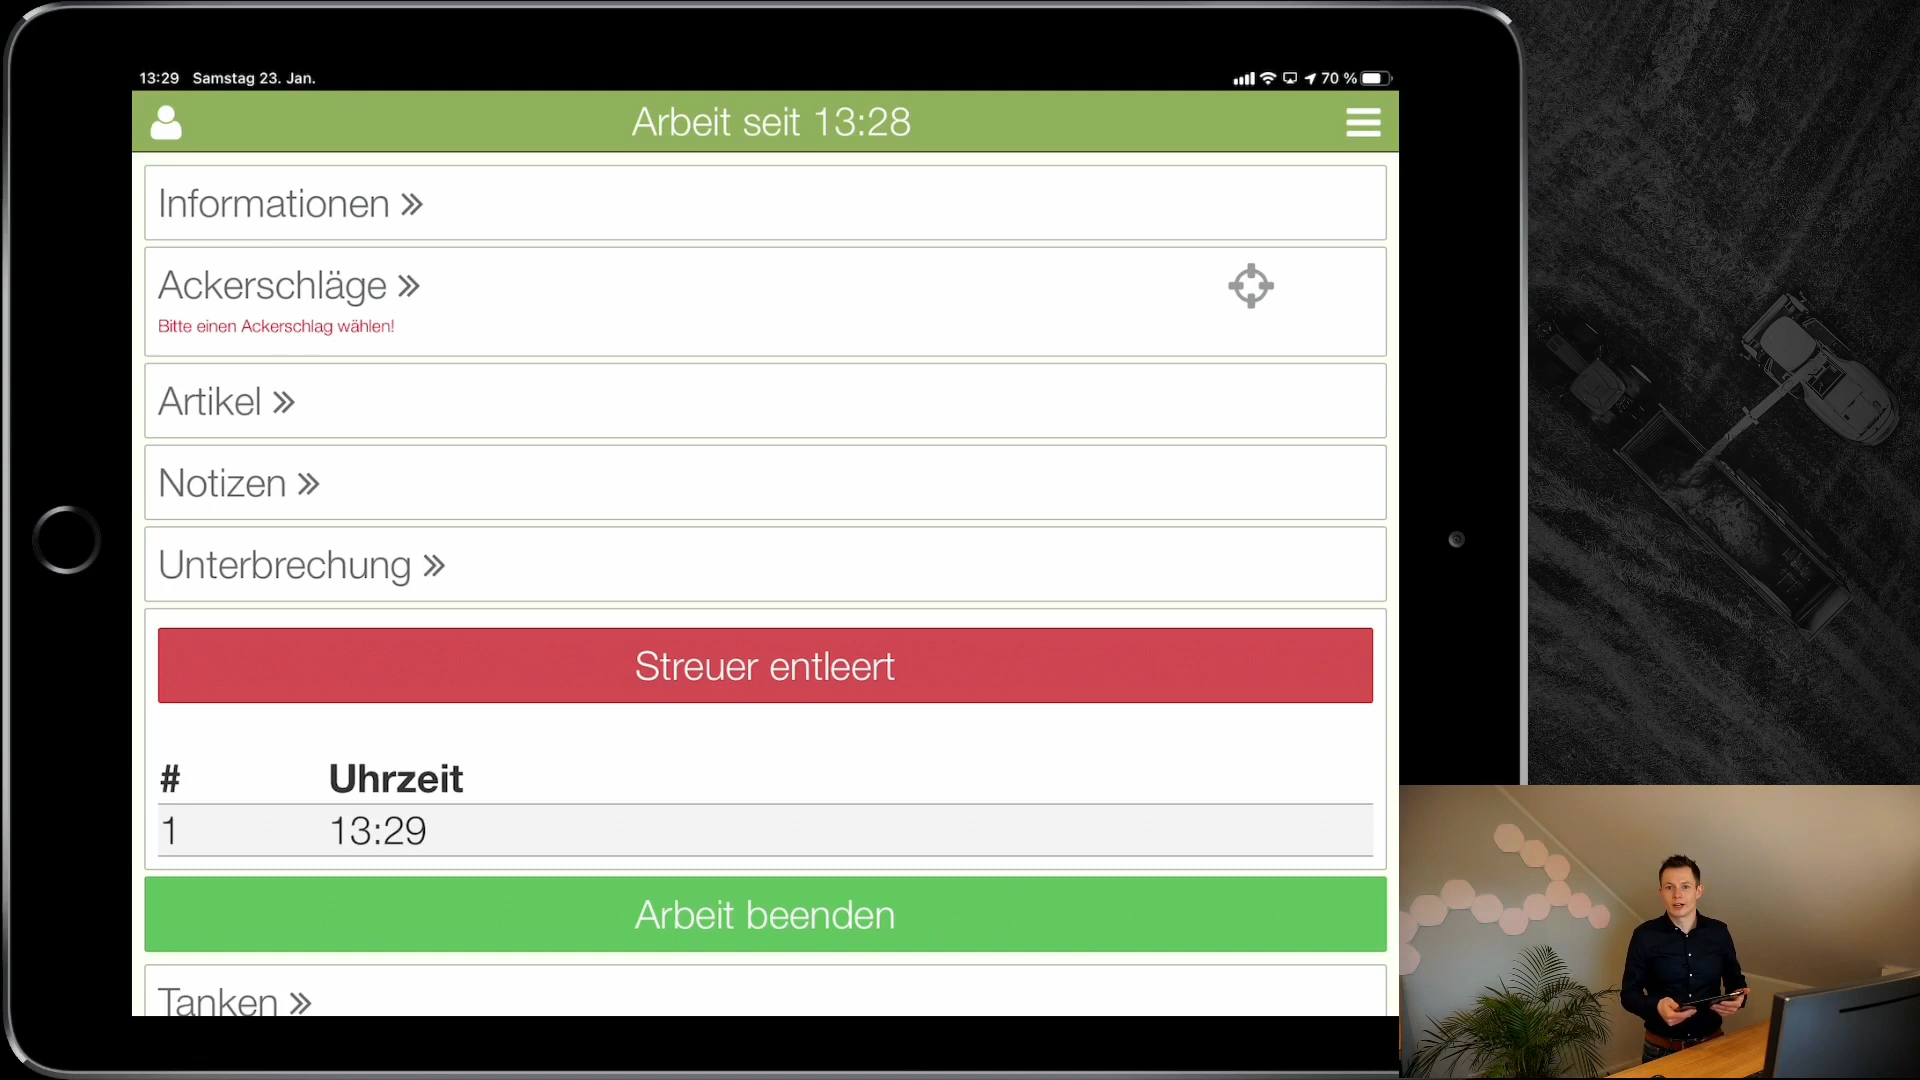 13:29 Samstag 23. Jan.
70 %
Arbeit seit 13:28
Informationen »
Ackerschläge »
Bitte einen Ackerschlag wählen!
Artikel »
Notizen »
Unterbrechung »
Streuer entleert
# Uhrzeit
1 13:29
Arbeit beenden
Tanken »